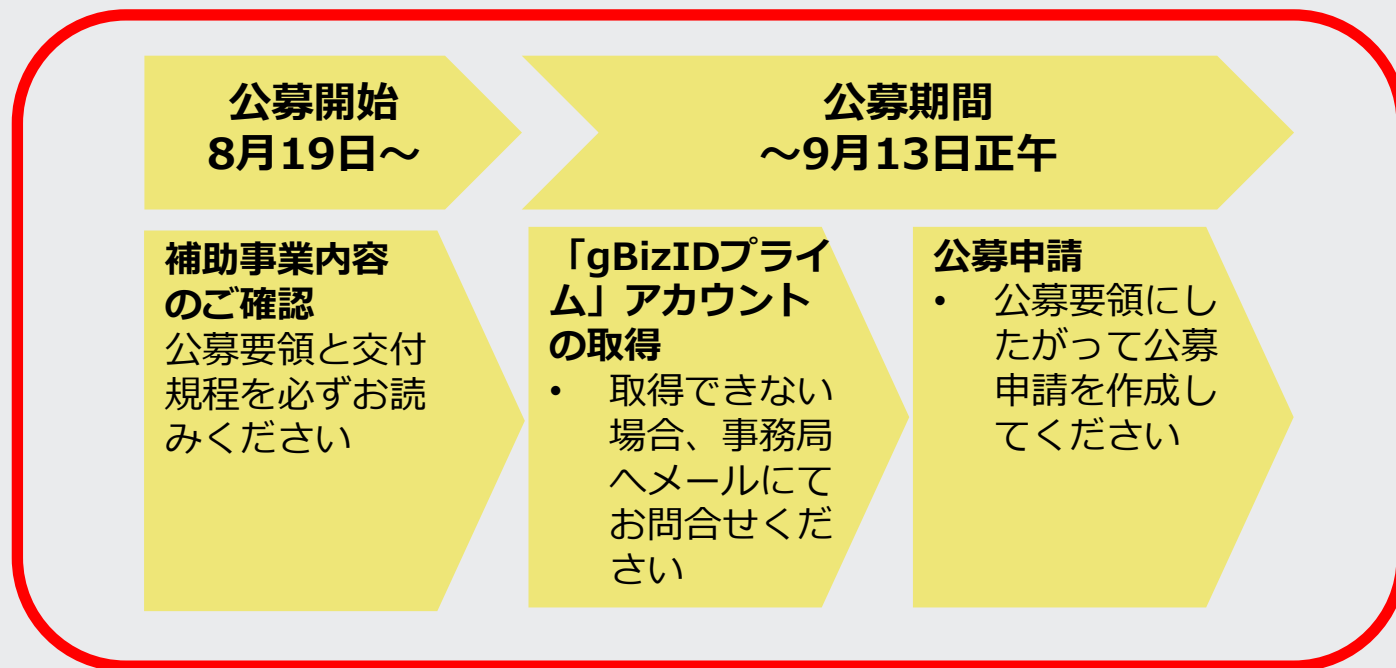 公募開始
8月19日～
公募期間
～9月13日正午
補助事業内容
のご確認
公募要領と交付
規程を必ずお読
みください
「gBizIDプライ
ム」アカウント
の取得
• 取得できない
場合、事務局
へメールにて
お問合せくだ
さい
公募申請
• 公募要領にし
たがって公募
申請を作成し
てください